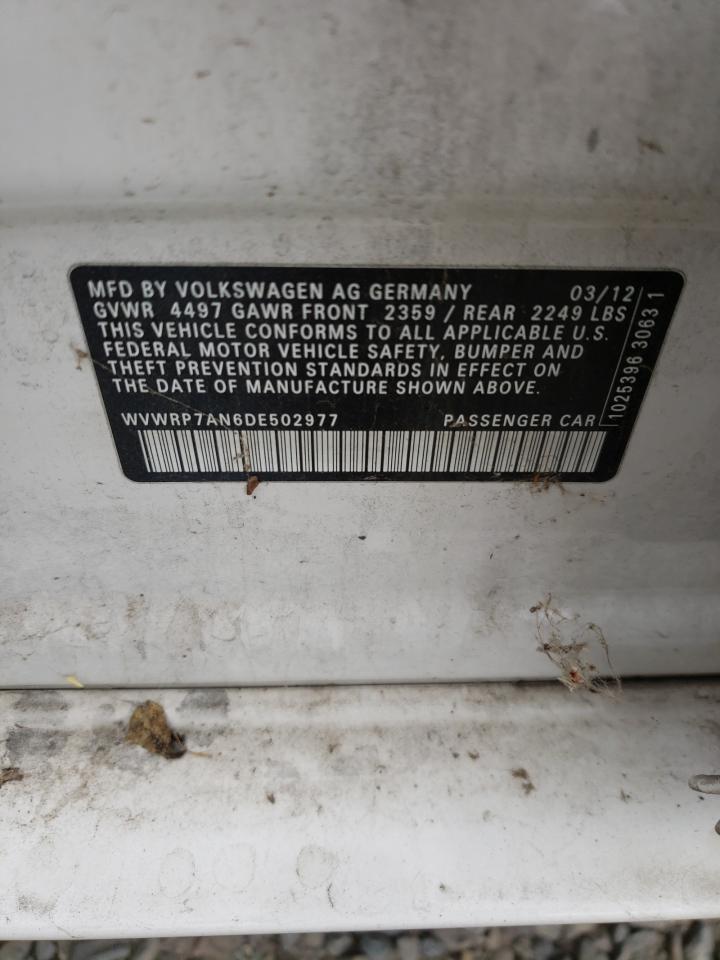 MFD BY VOLKSWAGEN AG GERMANY 03/12
GVWR 4497 GAWR FRONT 2359 / REAR 2249 LBS
THIS VEHICLE CONFORMS TO ALL APPLICABLE U.S.
FEDERAL MOTOR VEHICLE SAFETY, BUMPER AND
THEFT PREVENTION STANDARDS IN EFFECT ON
THE DATE OF MANUFACTURE SHOWN ABOVE.
WVWRP7AN6DE502977 PASSENGER CAR
1025396 30631